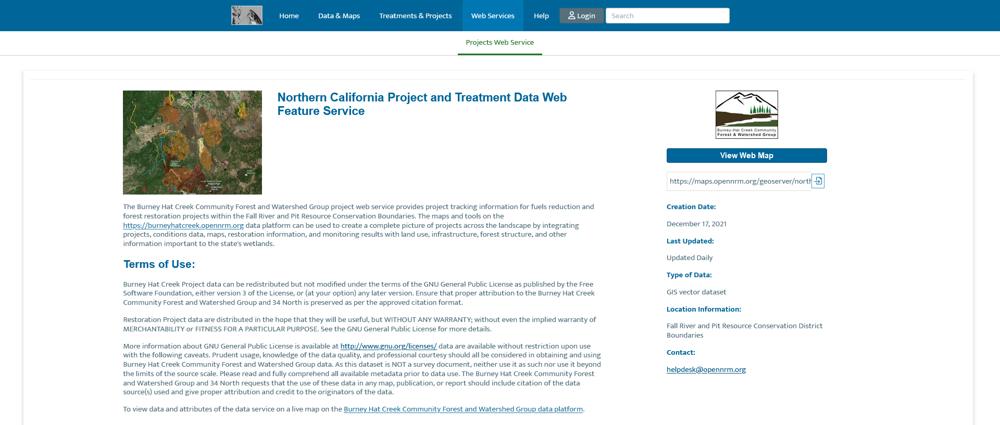 Home
Data & Maps
Treatments & Projects
Web Services
Help
Login
Search
Projects Web Service
Northern California Project and Treatment Data Web
Feature Service
Burney-Hat Creek Community
Forest & Watershed Group
View Web Map
https://maps.opennrm.org/geoserver/north
The Burney Hat Creek Community Forest and Watershed Group project web service provides project tracking information for fuels reduction and
forest restoration projects within the Fall River and Pit Resource Conservation Boundaries. The maps and tools on the
https://burneyhatcreek.opennrm.org data platform can be used to create a complete picture of projects across the landscape by integrating
projects, conditions data, maps, restoration information, and monitoring results with land use, infrastructure, forest structure, and other
information important to the state's wetlands.
Terms of Use:
Burney Hat Creek Project data can be redistributed but not modified under the terms of the GNU General Public License as published by the Free
Software Foundation, either version 3 of the License, or (at your option) any later version. Ensure that proper attribution to the Burney Hat Creek
Community Forest and Watershed Group and 34 North is preserved as per the approved citation format.
Restoration Project data are distributed in the hope that they will be useful, but WITHOUT ANY WARRANTY; without even the implied warranty of
MERCHANTABILITY or FITNESS FOR A PARTICULAR PURPOSE. See the GNU General Public License for more details.
More information about GNU General Public License is available at http://www.gnu.org/licenses/ data are available without restriction upon use
with the following caveats. Prudent usage, knowledge of the data quality, and professional courtesy should all be considered in obtaining and using
Burney Hat Creek Community Forest and Watershed Group data. As this dataset is NOT a survey document, neither use it as such nor use it beyond
the limits of the source scale. Please read and fully comprehend all available metadata prior to data use. The Burney Hat Creek Community Forest
and Watershed Group and 34 North requests that the use of these data in any map, publication, or report should include citation of the data
source(s) used and give proper attribution and credit to the originators of the data.
To view data and attributes of the data service on a live map on the Burney Hat Creek Community Forest and Watershed Group data platform.
Creation Date:
December 17, 2021
Last Updated:
Updated Daily
Type of Data:
GIS vector dataset
Location Information:
Fall River and Pit Resource Conservation District
Boundaries
Contact:
helpdesk@opennrm.org